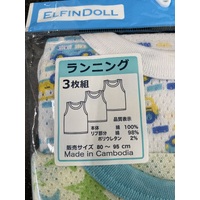 ELFINDOLL
ランニング
3枚組
品質表示
本体 綿 100%
リブ部分 綿 98%
ポリウレタン 2%
販売サイズ 80～95 cm
Made in Cambodia